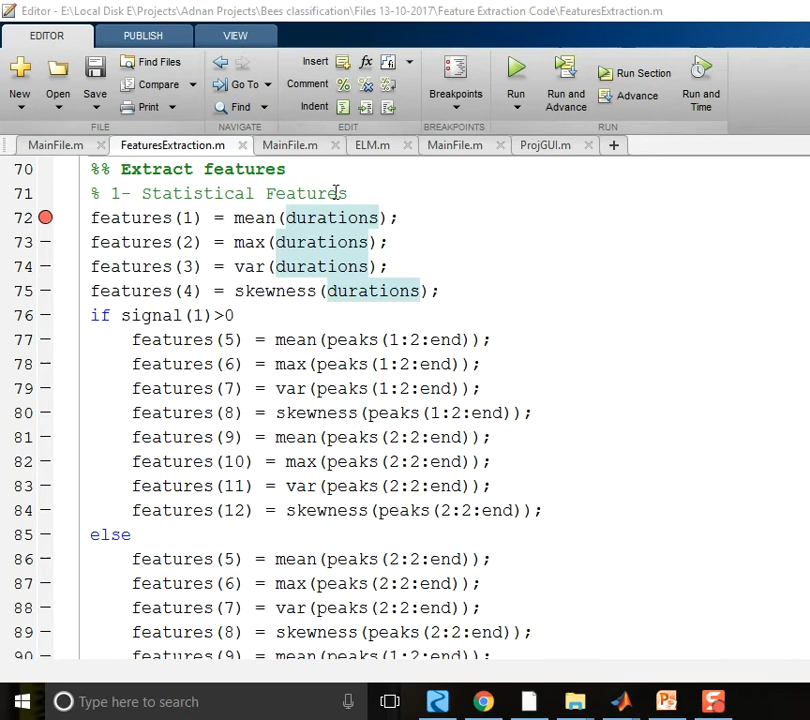 Editor - E:\Local Disk E\Projects\Adnan Projects\Bees classification\Files 13-10-2017\Feature Extraction Code\FeaturesExtraction.m
EDITOR PUBLISH VIEW
New Open Save Find Files Compare Print
Go To Find
Insert fx Comment % Indent
Breakpoints
Run Run and Advance Run Section Advance Run and Time
FILE NAVIGATE EDIT BREAKPOINTS RUN
MainFile.m × FeaturesExtraction.m × MainFile.m × ELM.m × MainFile.m × ProjGUI.m × +
70 %% Extract features
71 % 1- Statistical Features
72 features(1) = mean(durations);
73 — features(2) = max(durations);
74 — features(3) = var(durations);
75 — features(4) = skewness(durations);
76 — if signal(1)>0
77 — features(5) = mean(peaks(1:2:end));
78 — features(6) = max(peaks(1:2:end));
79 — features(7) = var(peaks(1:2:end));
80 — features(8) = skewness(peaks(1:2:end));
81 — features(9) = mean(peaks(2:2:end));
82 — features(10) = max(peaks(2:2:end));
83 — features(11) = var(peaks(2:2:end));
84 — features(12) = skewness(peaks(2:2:end));
85 — else
86 — features(5) = mean(peaks(2:2:end));
87 — features(6) = max(peaks(2:2:end));
88 — features(7) = var(peaks(2:2:end));
89 — features(8) = skewness(peaks(2:2:end));
90 — features(9) = mean(peaks(1:2:end));
Type here to search